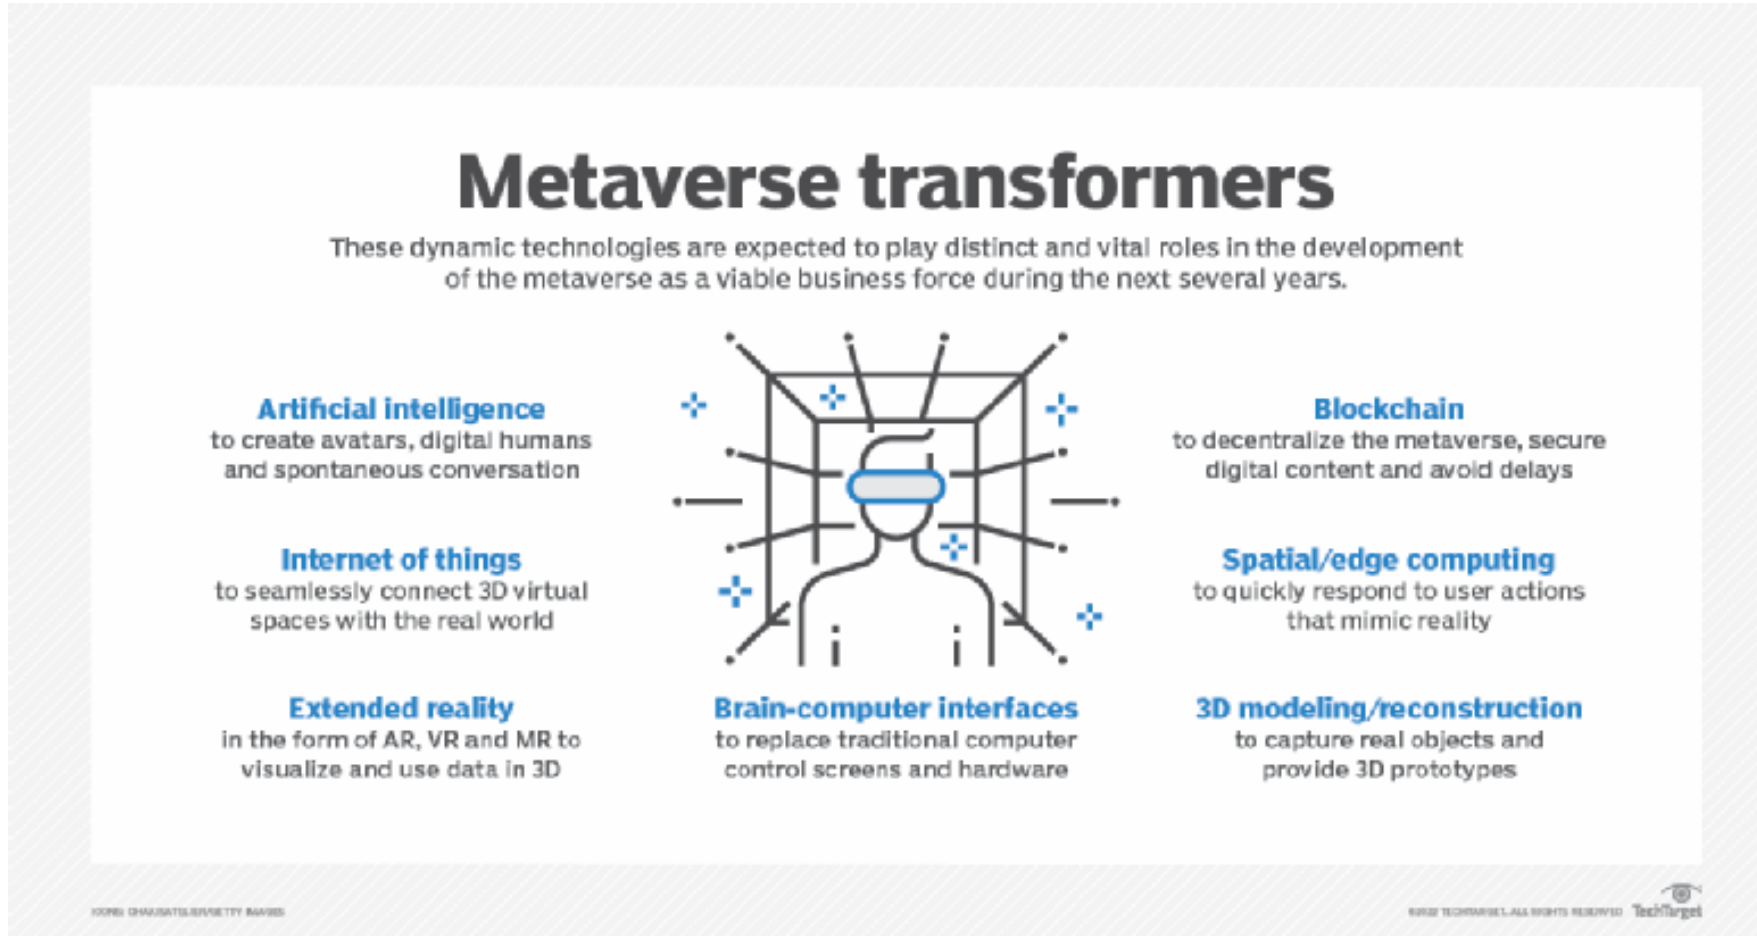 Metaverse transformers
These dynamic technologies are expected to play distinct and vital roles in the development
of the metaverse as a viable business force during the next several years.
Artificial intelligence
to create avatars, digital humans
and spontaneous conversation
Internet of things
to seamlessly connect 3D virtual
spaces with the real world
Extended reality
in the form of AR, VR and MR to
visualize and use data in 3D
Brain-computer interfaces
to replace traditional computer
control screens and hardware
Blockchain
to decentralize the metaverse, secure
digital content and avoid delays
Spatial/edge computing
to quickly respond to user actions
that mimic reality
3D modeling/reconstruction
to capture real objects and
provide 3D prototypes
©2022 TECHTARGET. ALL RIGHTS RESERVED
TechTarget